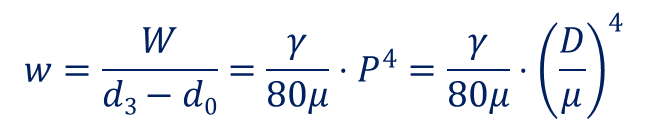 w = W / (d₃ − d₀) = γ / (80μ) · P⁴ = γ / (80μ) · (D / μ)⁴